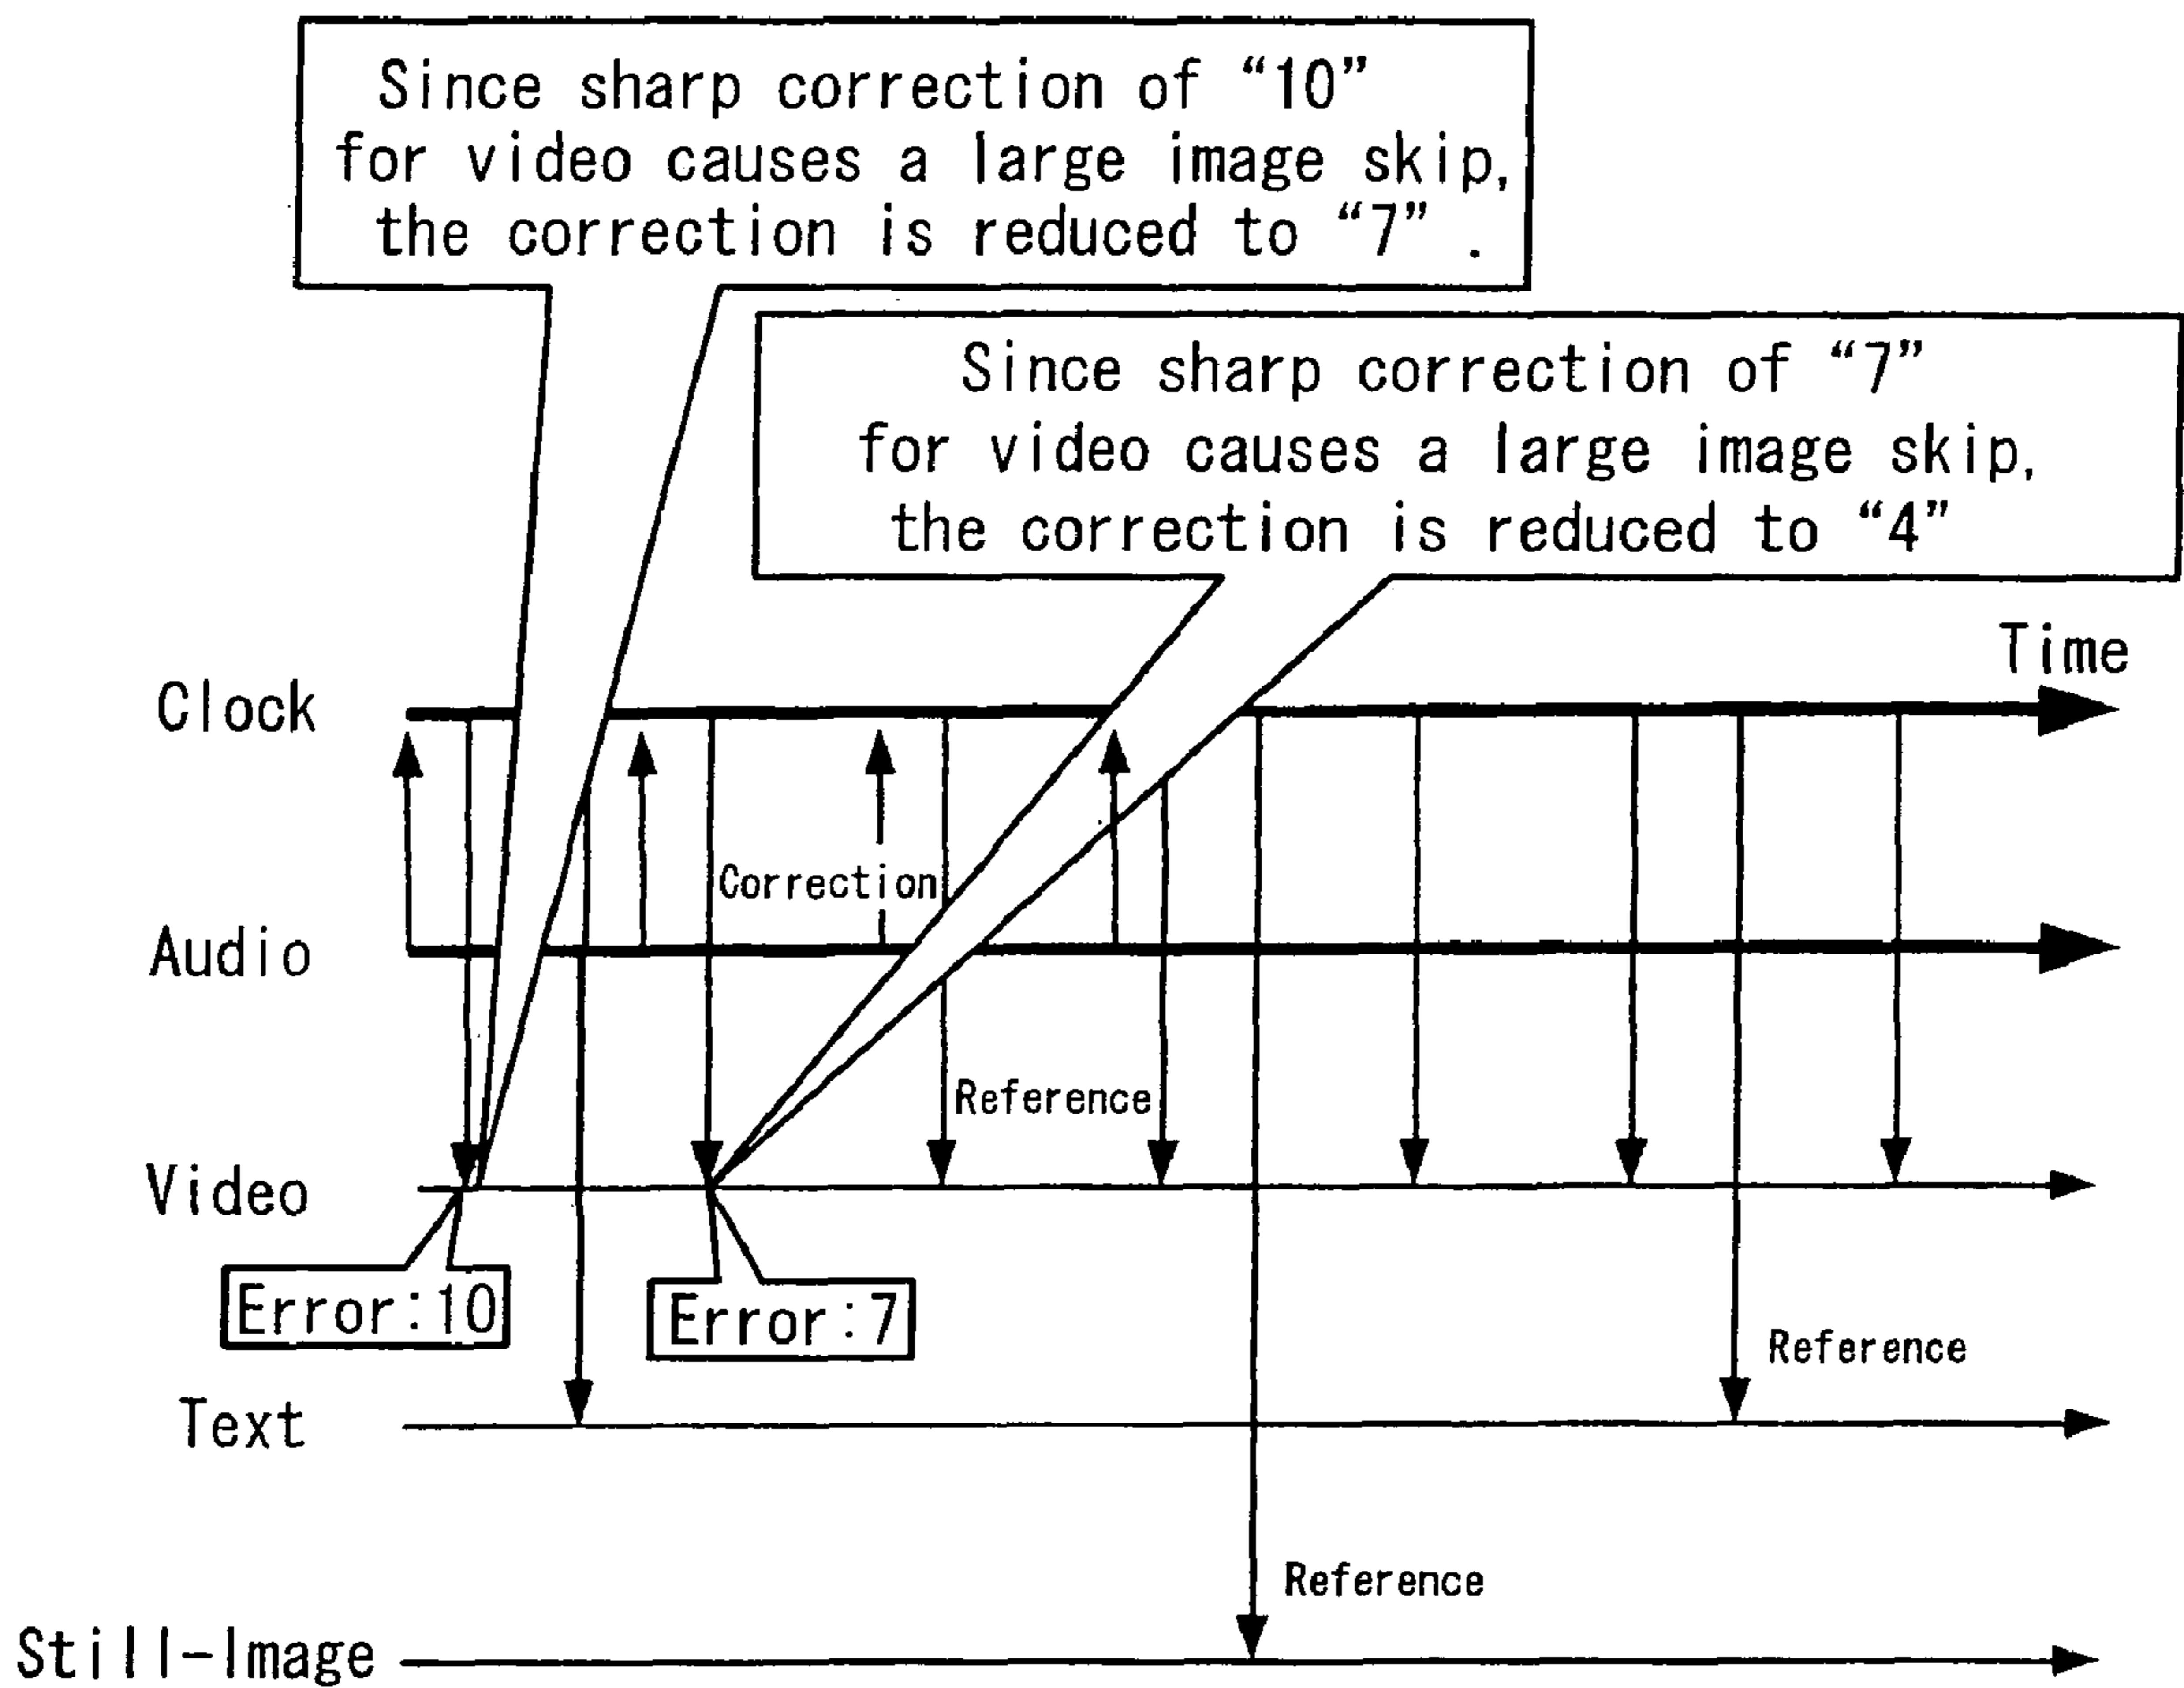 Since sharp correction of “10”
for video causes a large image skip,
the correction is reduced to “7” .
Since sharp correction of “7”
for video causes a large image skip,
the correction is reduced to “4”
Time
Clock
Correction
Audio
Reference
Video
Error:10
Error:7
Reference
Text
Reference
Still-Image